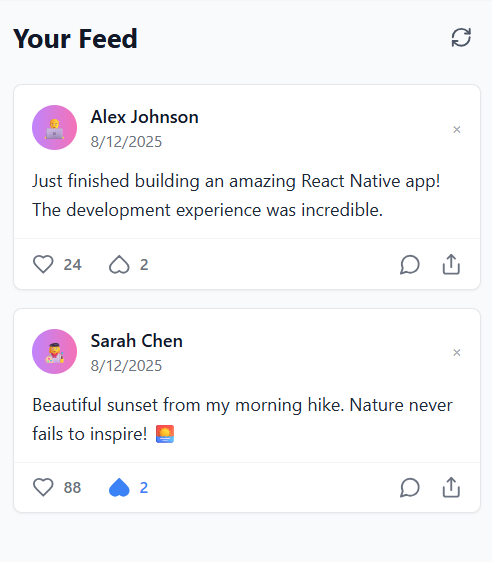 Your Feed
Alex Johnson
×
8/12/2025
Just finished building an amazing React Native app!
The development experience was incredible.
24 2
Sarah Chen
×
8/12/2025
Beautiful sunset from my morning hike. Nature never
fails to inspire! 🌅
88 2